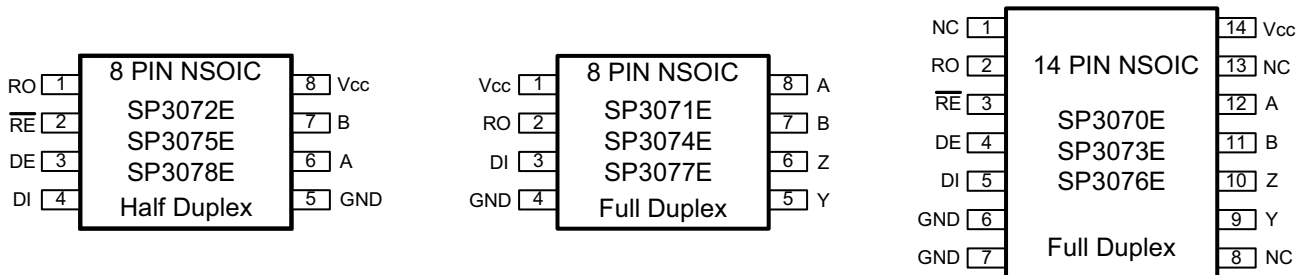 8 PIN NSOIC
SP3072E
SP3075E
SP3078E
Half Duplex
RO 1
RE 2
DE 3
DI 4
8 Vcc
7 B
6 A
5 GND
8 PIN NSOIC
SP3071E
SP3074E
SP3077E
Full Duplex
Vcc 1
RO 2
DI 3
GND 4
8 A
7 B
6 Z
5 Y
14 PIN NSOIC
SP3070E
SP3073E
SP3076E
Full Duplex
NC 1
RO 2
RE 3
DE 4
DI 5
GND 6
GND 7
14 Vcc
13 NC
12 A
11 B
10 Z
9 Y
8 NC